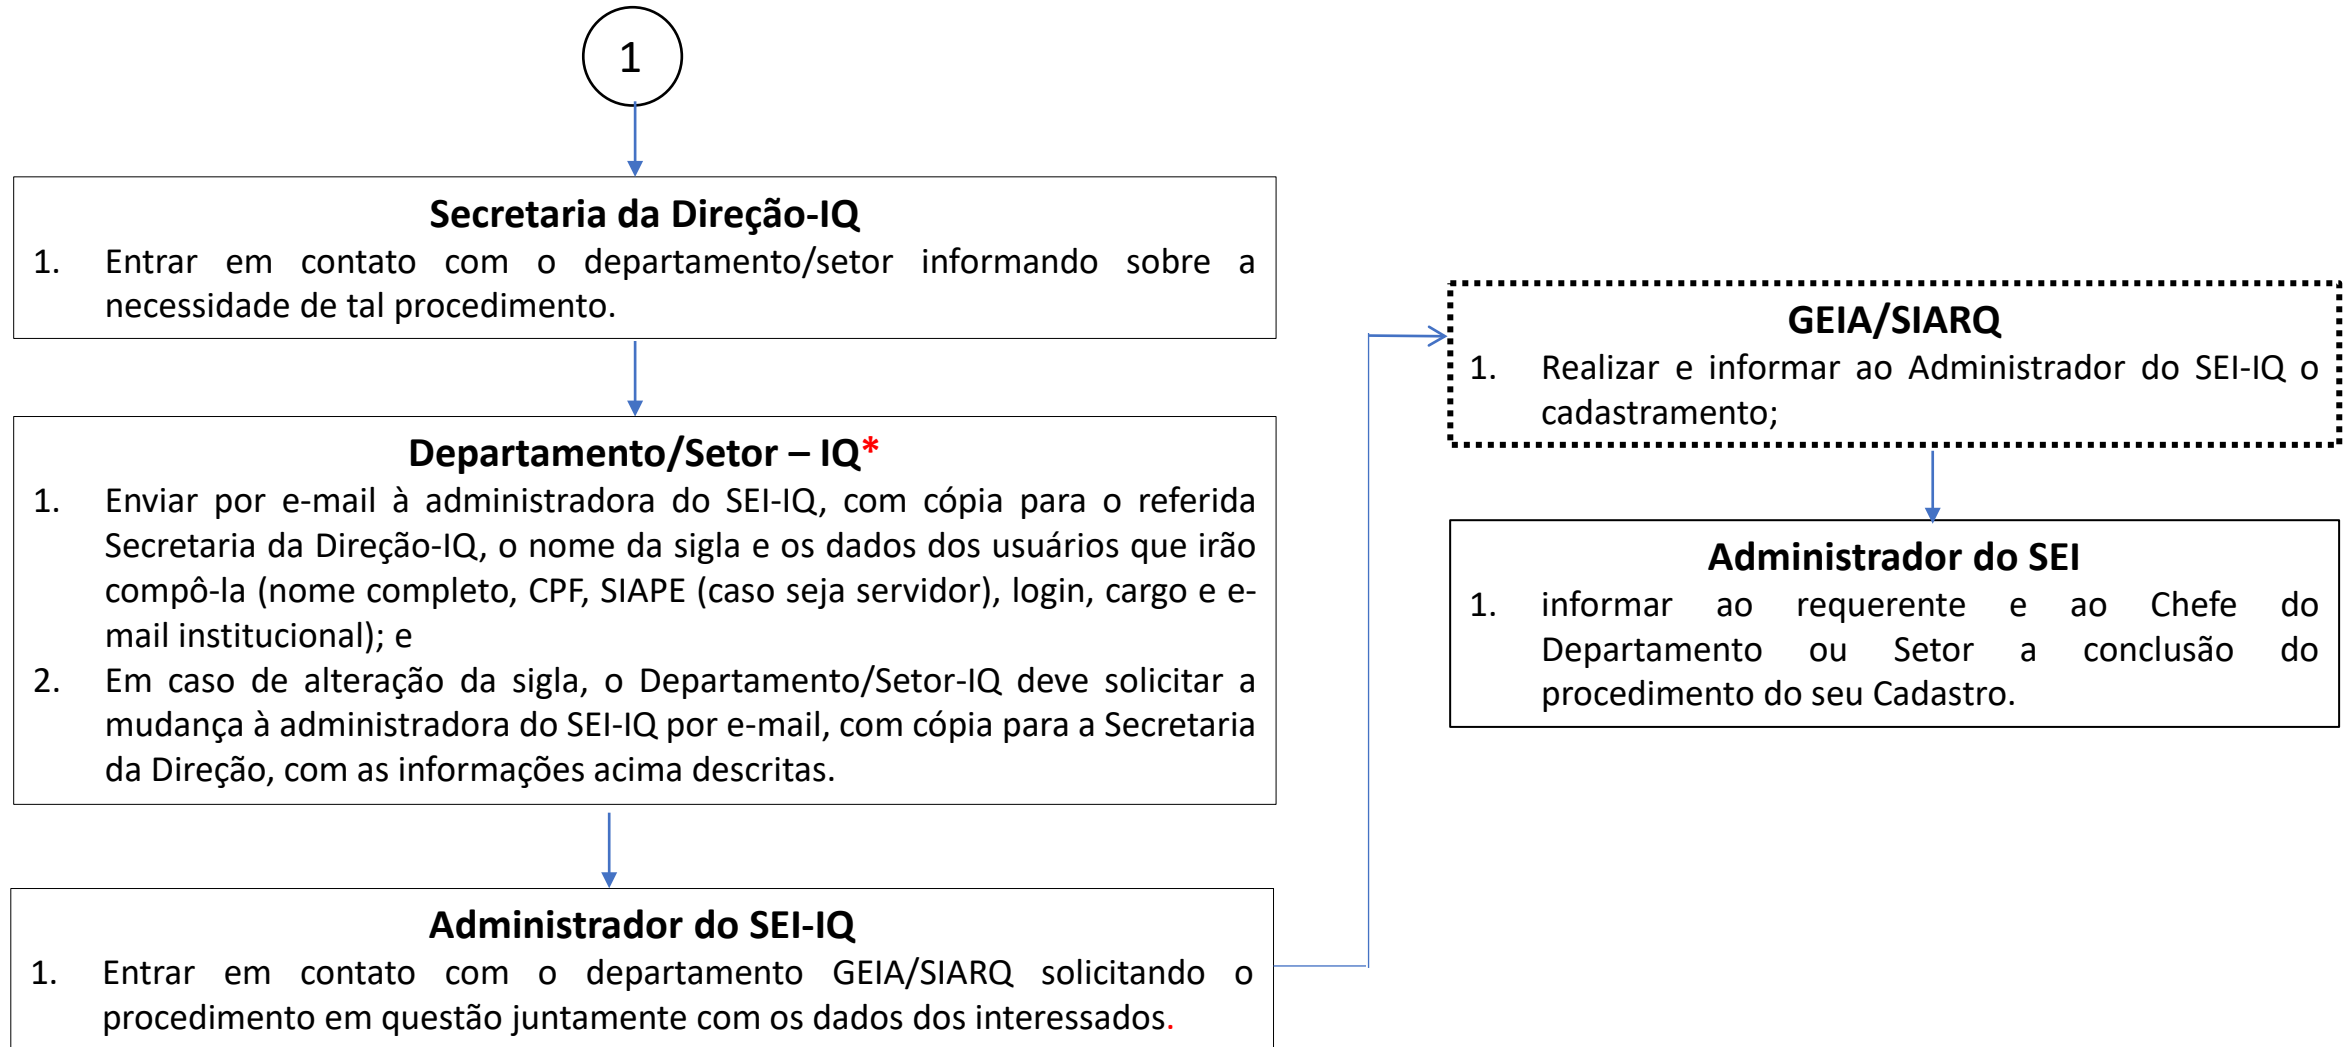 1
Secretaria da Direção-IQ
1. Entrar em contato com o departamento/setor informando sobre a
necessidade de tal procedimento.
Departamento/Setor – IQ*
1. Enviar por e-mail à administradora do SEI-IQ, com cópia para o referida
Secretaria da Direção-IQ, o nome da sigla e os dados dos usuários que irão
compô-la (nome completo, CPF, SIAPE (caso seja servidor), login, cargo e e-
mail institucional); e
2. Em caso de alteração da sigla, o Departamento/Setor-IQ deve solicitar a
mudança à administradora do SEI-IQ por e-mail, com cópia para a Secretaria
da Direção, com as informações acima descritas.
Administrador do SEI-IQ
1. Entrar em contato com o departamento GEIA/SIARQ solicitando o
procedimento em questão juntamente com os dados dos interessados.
GEIA/SIARQ
1. Realizar e informar ao Administrador do SEI-IQ o
cadastramento;
Administrador do SEI
1. informar ao requerente e ao Chefe do
Departamento ou Setor a conclusão do
procedimento do seu Cadastro.